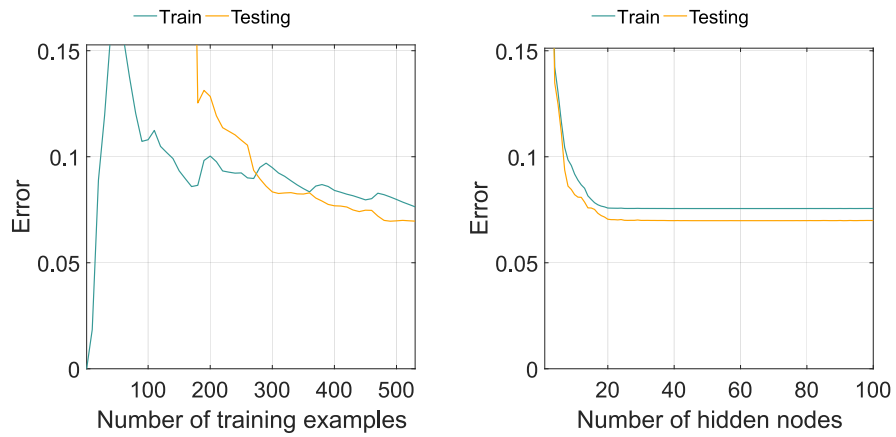 Train Testing
0.15
0.1
0.05
0
Error
100 200 300 400 500
Number of training examples
Train Testing
0.15
0.1
0.05
0
Error
20 40 60 80 100
Number of hidden nodes